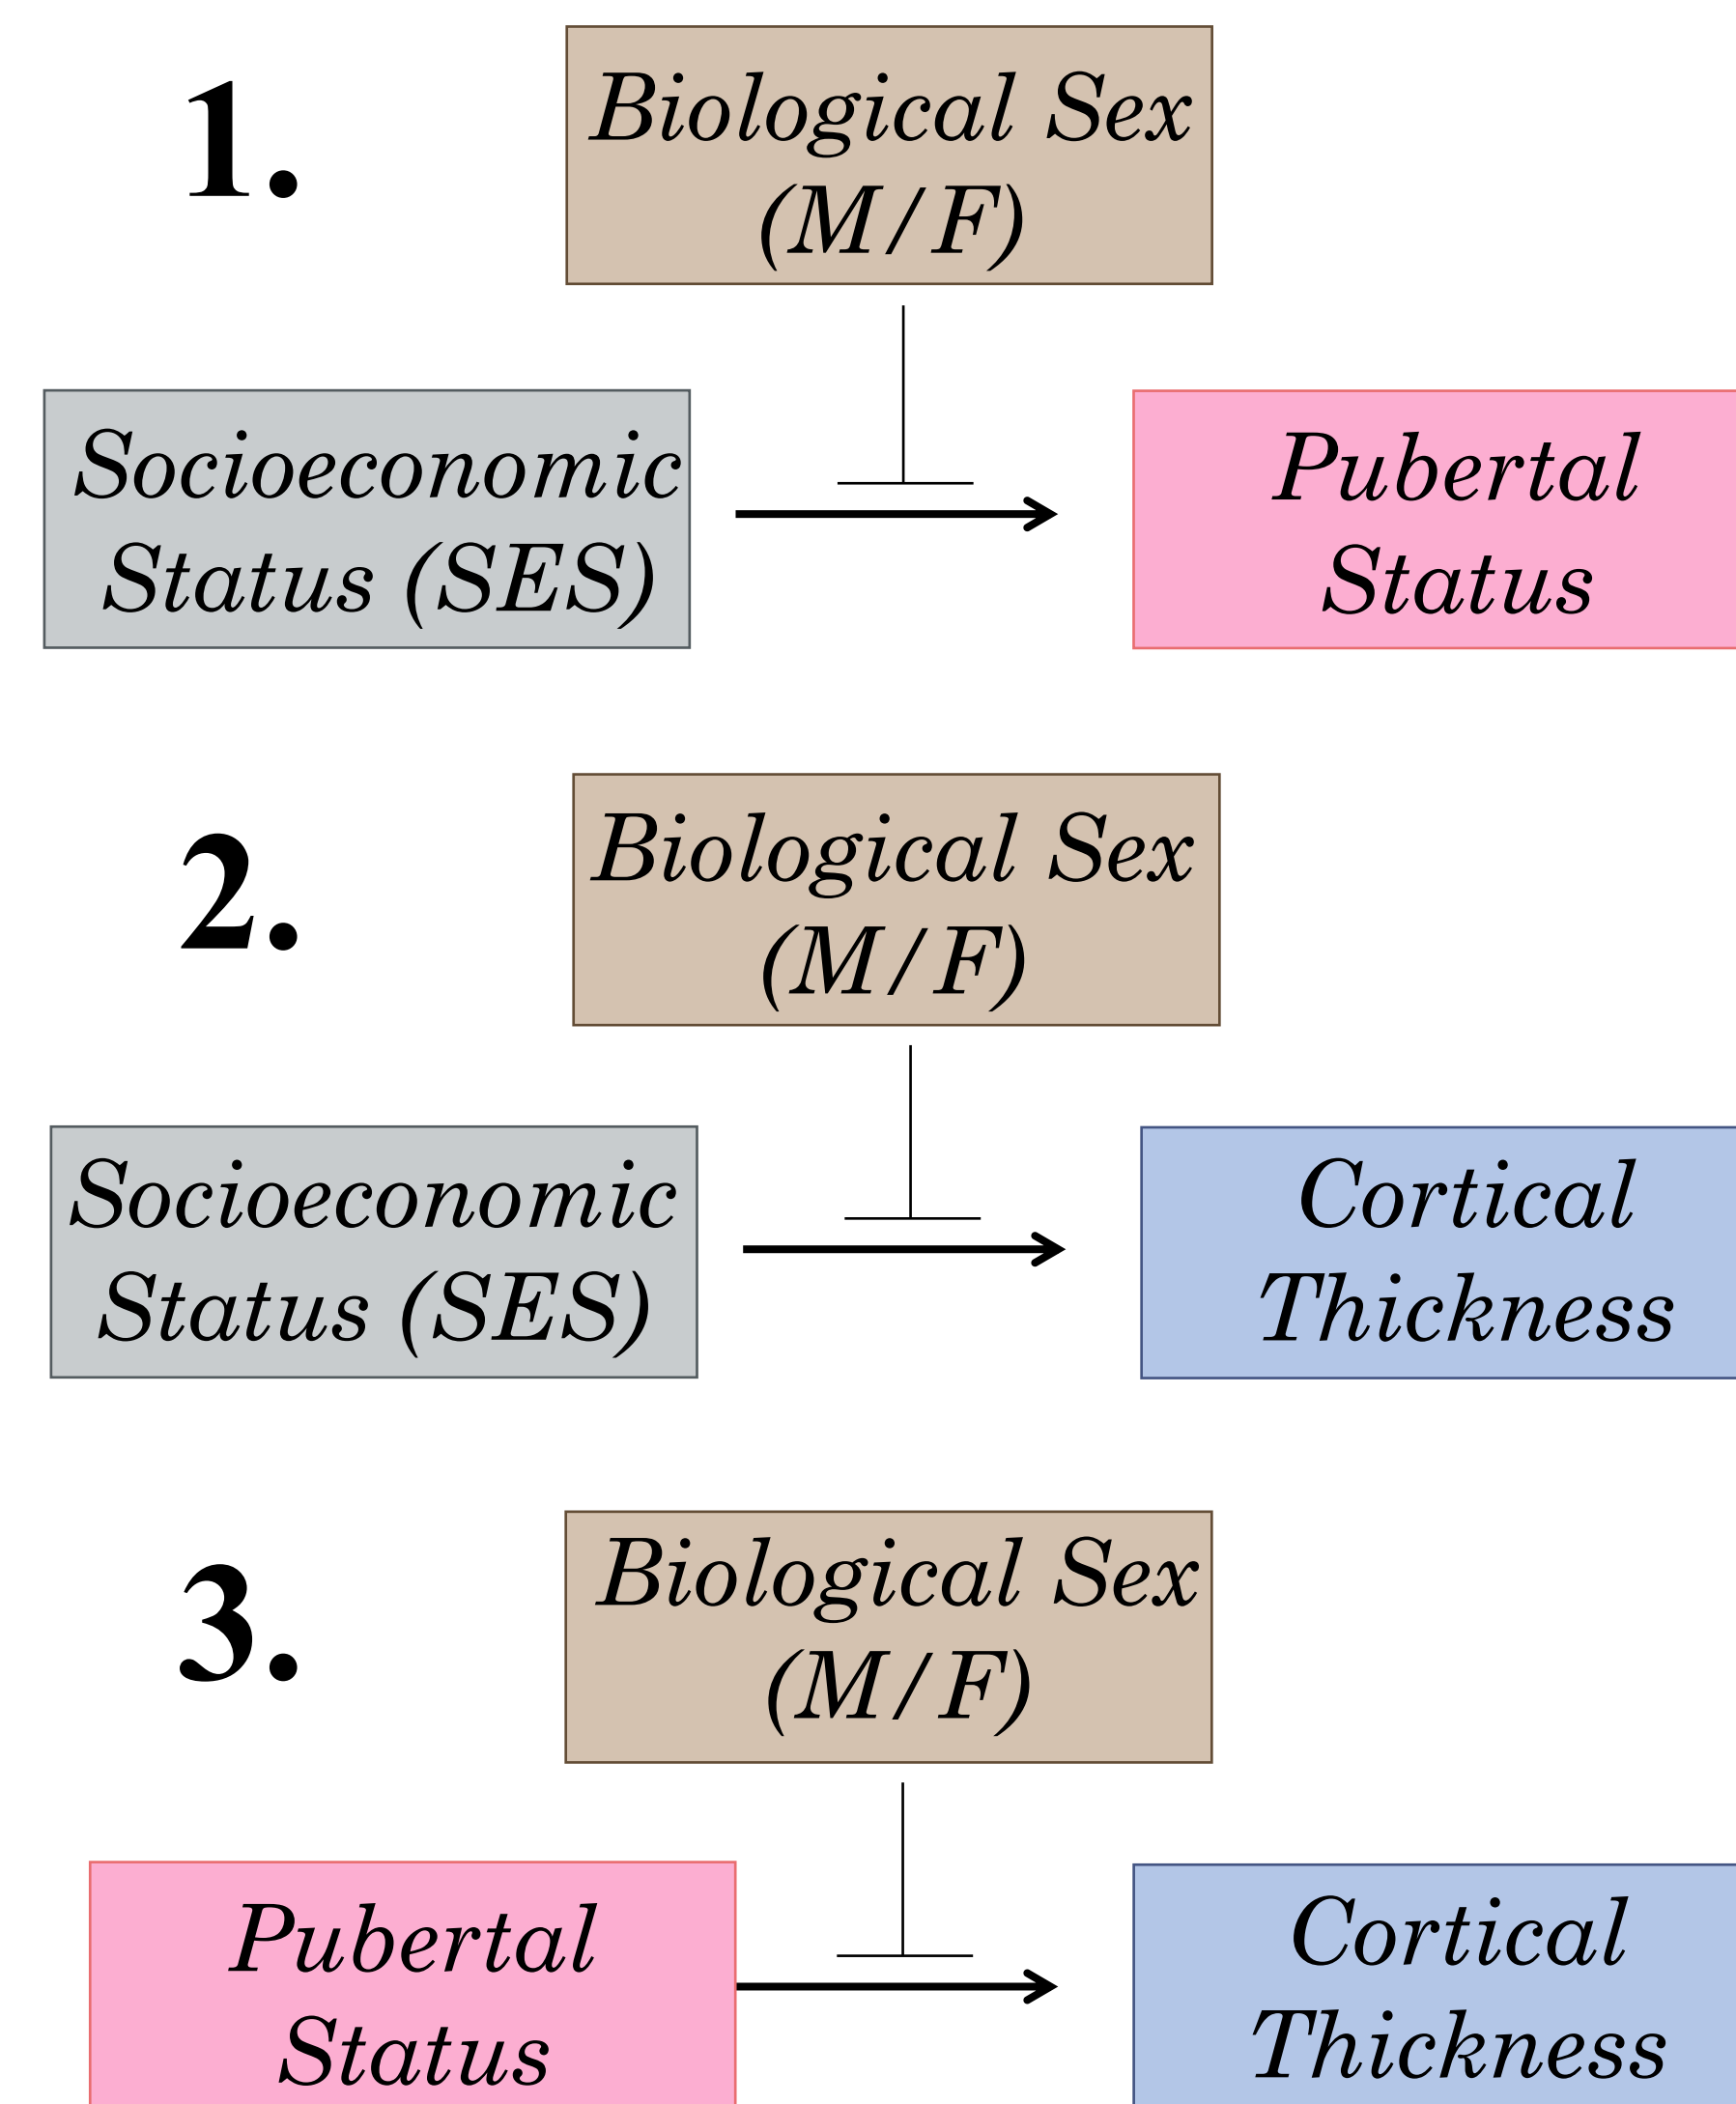 1.
Biological Sex
(M/F)
Socioeconomic
Status (SES)
Pubertal
Status
2.
Biological Sex
(M/F)
Socioeconomic
Status (SES)
Cortical
Thickness
3.
Biological Sex
(M/F)
Pubertal
Status
Cortical
Thickness